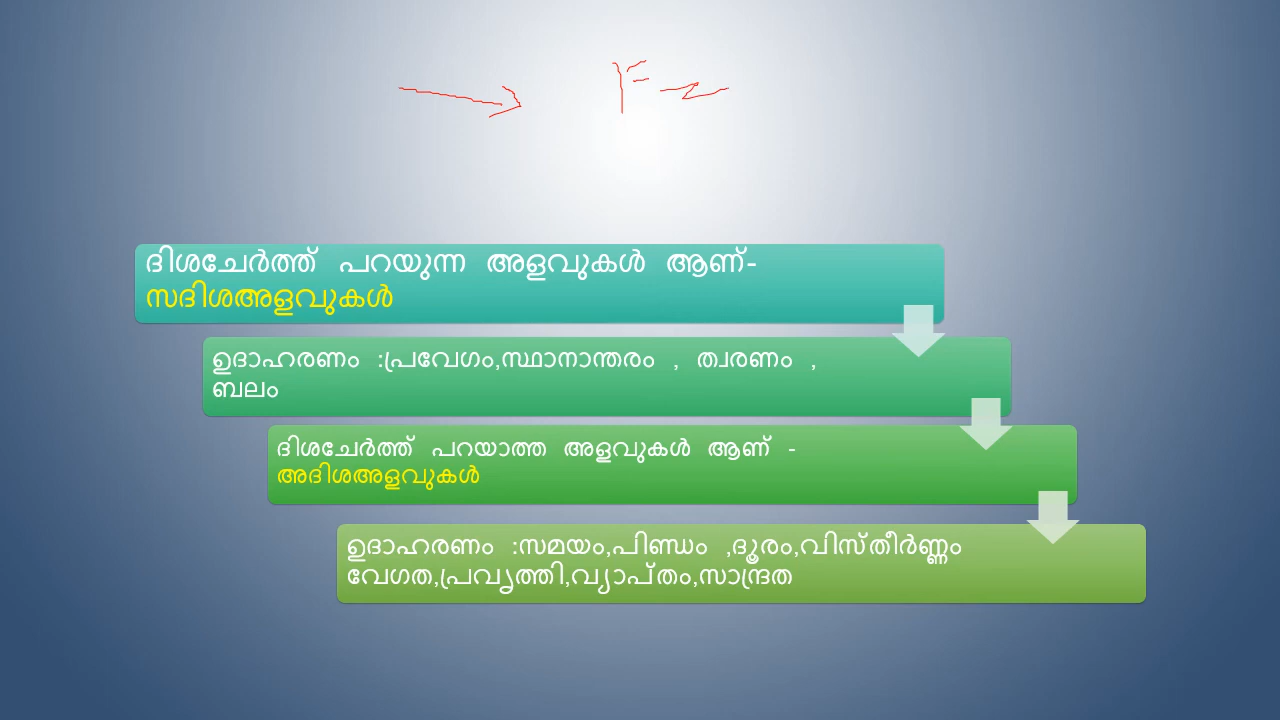 ദിശചേർത്ത് പറയുന്ന അളവുകൾ ആണ്-
സദിശഅളവുകൾ
ഉദാഹരണം :പ്രവേഗം,സ്ഥാനാന്തരം , ത്വരണം ,
ബലം
ദിശചേർത്ത് പറയാത്ത അളവുകൾ ആണ് -
അദിശഅളവുകൾ
ഉദാഹരണം :സമയം,പിണ്ഡം ,ദൂരം,വിസ്തീർണ്ണം
വേഗത,പ്രവൃത്തി,വ്യാപ്തം,സാന്ദ്രത